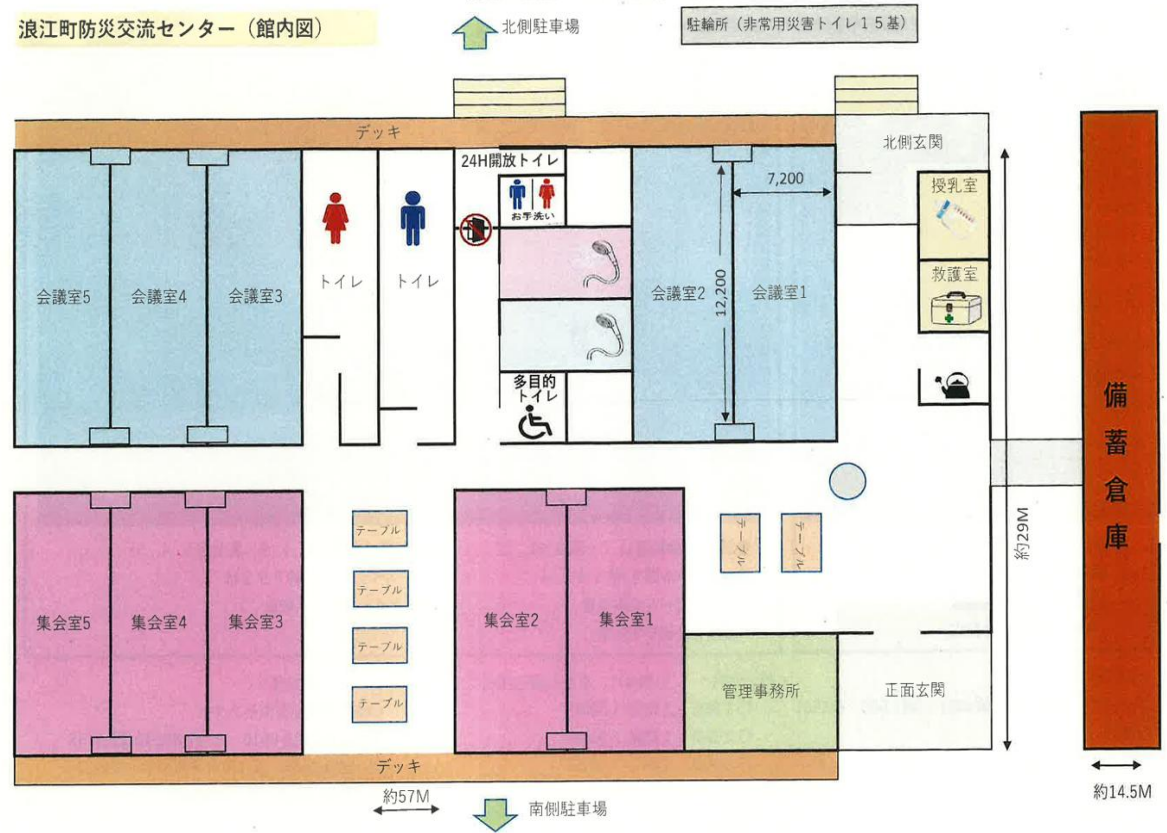 浪江町防災交流センター（館内図）
北側駐車場
駐輪所（非常用災害トイレ１５基）
デッキ
北側玄関
24H開放トイレ
お手洗い
7,200
授乳室
トイレ
トイレ
会議室5
会議室4
会議室3
会議室2
会議室1
12,200
救護室
多目的
トイレ
備蓄倉庫
テーブル
テーブル
テーブル
テーブル
テーブル
テーブル
約29M
集会室5
集会室4
集会室3
集会室2
集会室1
管理事務所
正面玄関
デッキ
約57M
南側駐車場
約14.5M